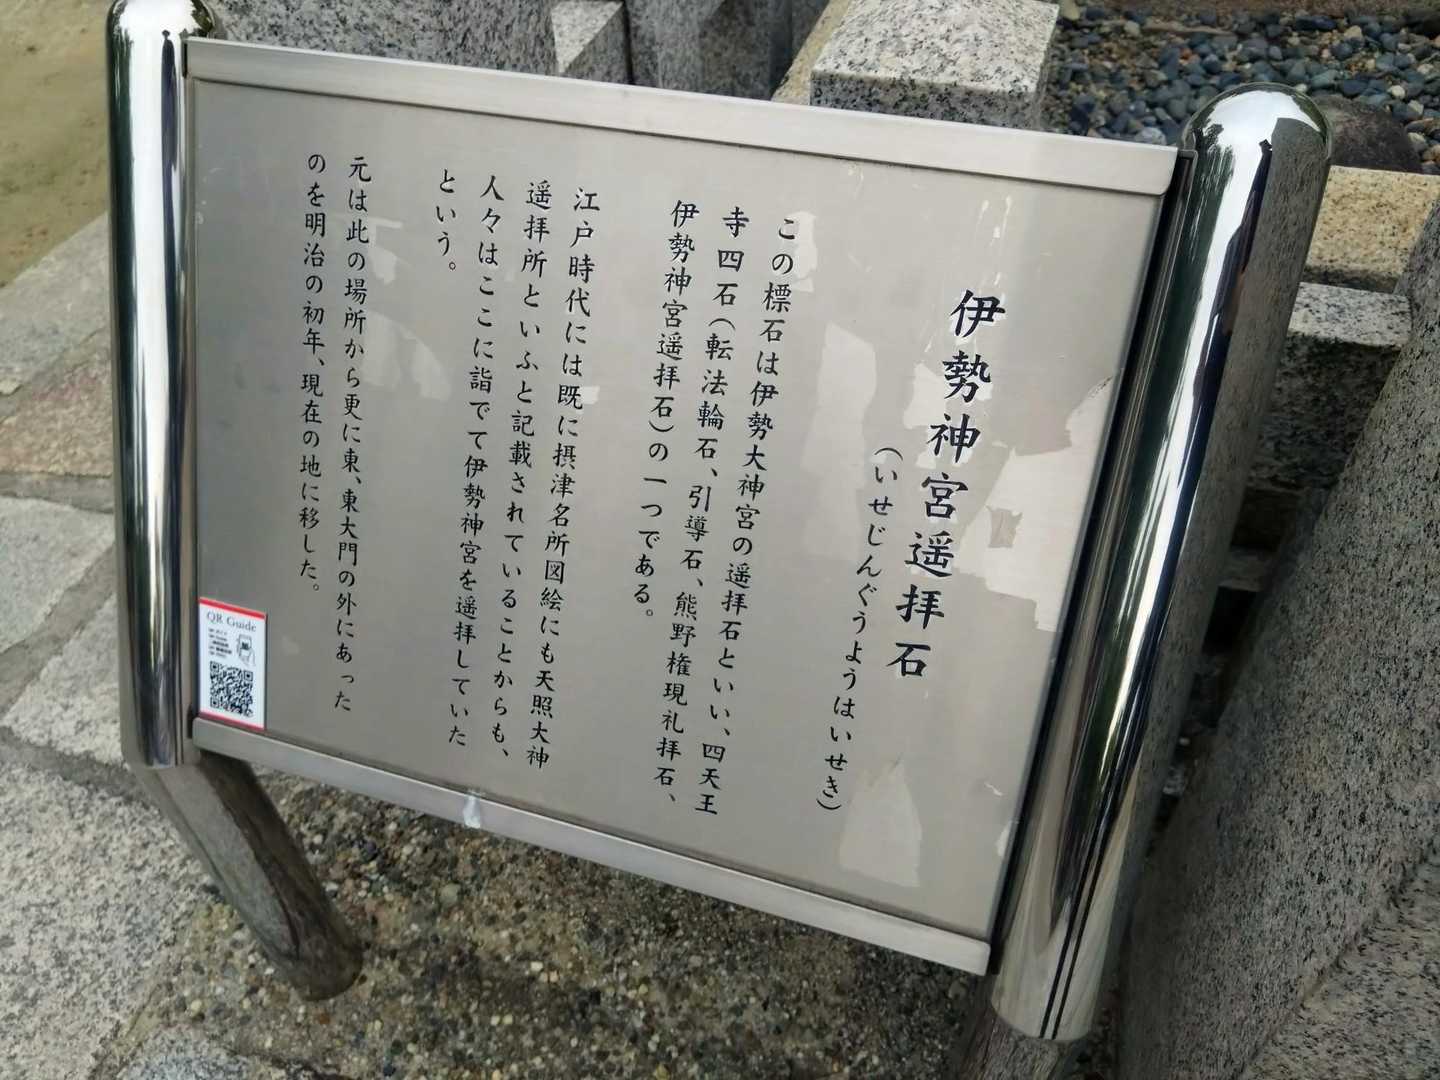 伊勢神宮遥拝石
(いせじんぐうようはいせき)
この標石は伊勢大神宮の遥拝石といい、四天王
寺四石(転法輪石、引導石、熊野権現礼拝石、
伊勢神宮遥拝石)の一つである。
江戸時代には既に摂津名所図絵にも天照大神
遥拝所といふと記載されていることからも、
人々はここに詣でて伊勢神宮を遥拝していた
という。
元は此の場所から更に東、東大門の外にあった
のを明治の初年、現在の地に移した。
QR Guide